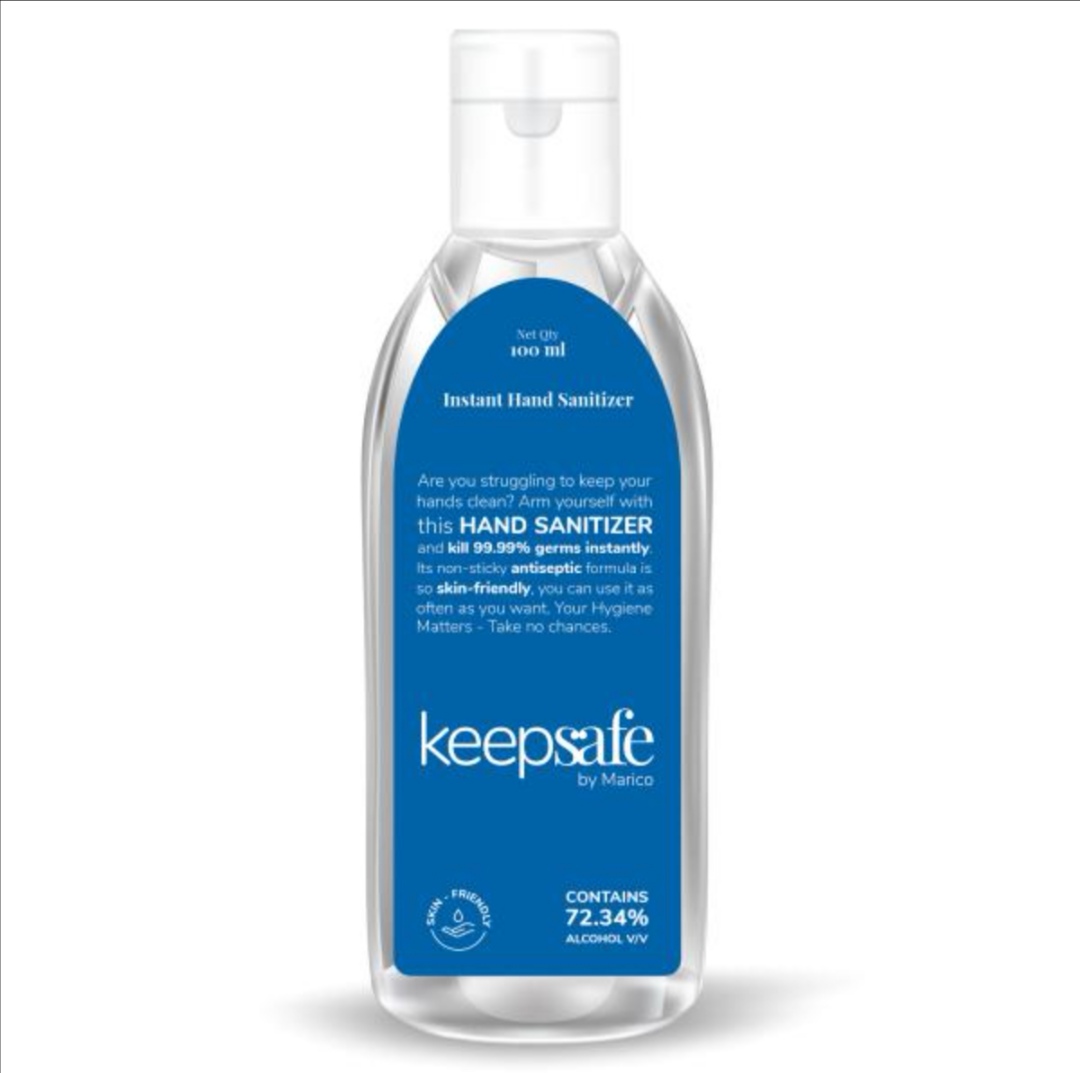 Net Qty
100 ml
Instant Hand Sanitizer
Are you struggling to keep your
hands clean? Arm yourself with
this HAND SANITIZER
and kill 99.99% germs instantly.
Its non-sticky antiseptic formula is
so skin-friendly, you can use it as
often as you want. Your Hygiene
Matters - Take no chances.
keepsafe
by Marico
SKIN - FRIENDLY
CONTAINS
72.34%
ALCOHOL V/V